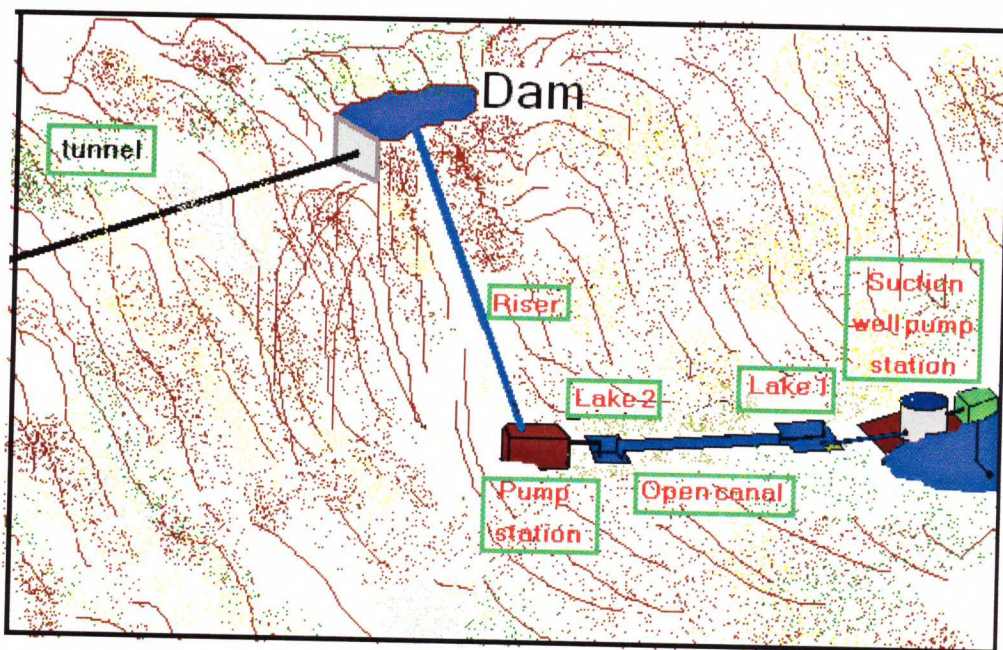 Dam
tunnel
Riser
Suction
well pump
station
Lake 2
Lake 1
Pump
station
Open canal